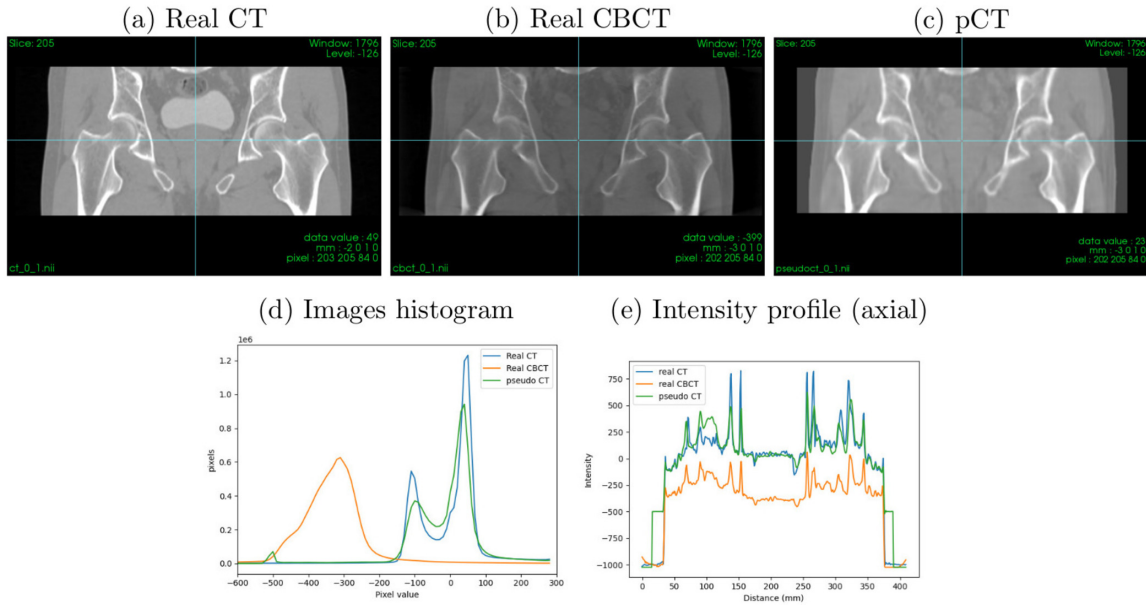 (a) Real CT
(b) Real CBCT
(c) pCT
Slice: 205
Window: 1796
Level: -126
data value : 49
mm : -2 0 1 0
pixel : 203 205 84 0
ct_0_1.nii
Slice: 205
Window: 1796
Level: -126
data value : -399
mm : -3 0 1 0
pixel : 202 205 84 0
cbct_0_1.nii
Slice: 205
Window: 1796
Level: -126
data value : 23
mm : -3 0 1 0
pixel : 202 205 84 0
pseudoct_0_1.nii
(d) Images histogram
1e6
Real CT
Real CBCT
pseudo CT
pixels
1.2
1.0
0.8
0.6
0.4
0.2
0.0
-600 -500 -400 -300 -200 -100 0 100 200 300
Pixel value
(e) Intensity profile (axial)
real CT
real CBCT
pseudo CT
Intensity
750
500
250
0
-250
-500
-750
-1000
0 50 100 150 200 250 300 350 400
Distance (mm)